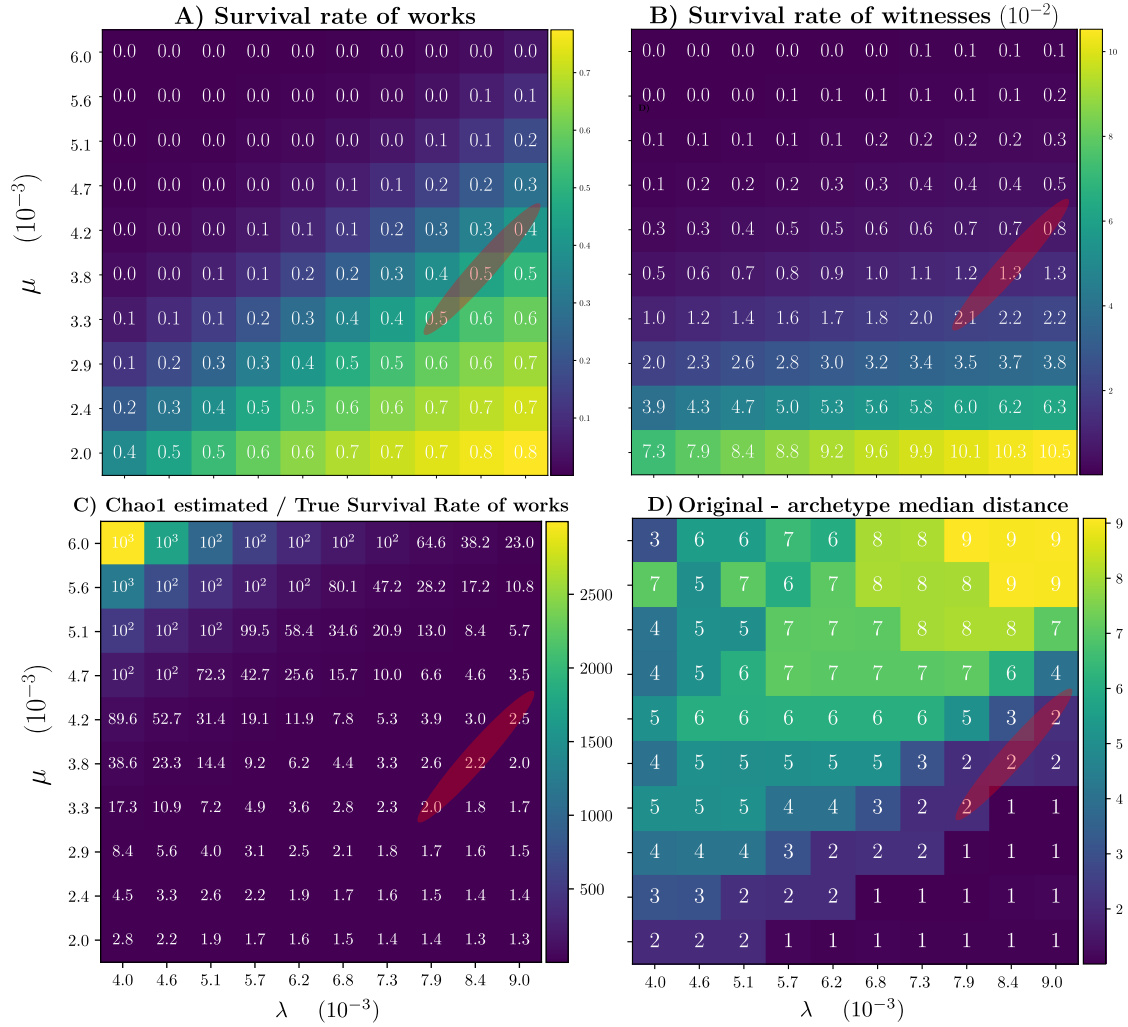 A) Survival rate of works
6.0 0.0 0.0 0.0 0.0 0.0 0.0 0.0 0.0 0.0 0.0
5.6 0.0 0.0 0.0 0.0 0.0 0.0 0.0 0.0 0.1 0.1
5.1 0.0 0.0 0.0 0.0 0.0 0.0 0.0 0.1 0.1 0.2
4.7 0.0 0.0 0.0 0.0 0.0 0.1 0.1 0.2 0.2 0.3
4.2 0.0 0.0 0.0 0.1 0.1 0.1 0.2 0.3 0.3 0.4
3.8 0.0 0.0 0.1 0.1 0.2 0.2 0.3 0.4 0.5 0.5
3.3 0.1 0.1 0.1 0.2 0.3 0.4 0.4 0.5 0.6 0.6
2.9 0.1 0.2 0.3 0.3 0.4 0.5 0.5 0.6 0.6 0.7
2.4 0.2 0.3 0.4 0.5 0.5 0.6 0.6 0.7 0.7 0.7
2.0 0.4 0.5 0.5 0.6 0.6 0.7 0.7 0.7 0.8 0.8
μ (10⁻³)
0.7
0.6
0.5
0.4
0.3
0.2
0.1
B) Survival rate of witnesses (10⁻²)
0.0 0.0 0.0 0.0 0.0 0.0 0.0 0.1 0.1 0.1
0.0 0.0 0.0 0.1 0.1 0.1 0.1 0.1 0.1 0.2
0.1 0.1 0.1 0.1 0.1 0.2 0.2 0.2 0.2 0.3
0.1 0.2 0.2 0.2 0.3 0.3 0.4 0.4 0.4 0.5
0.3 0.3 0.4 0.5 0.5 0.6 0.6 0.7 0.7 0.8
0.5 0.6 0.7 0.8 0.9 1.0 1.1 1.2 1.3 1.3
1.0 1.2 1.4 1.6 1.7 1.8 2.0 2.1 2.2 2.2
2.0 2.3 2.6 2.8 3.0 3.2 3.4 3.5 3.7 3.8
3.9 4.3 4.7 5.0 5.3 5.6 5.8 6.0 6.2 6.3
7.3 7.9 8.4 8.8 9.2 9.6 9.9 10.1 10.3 10.5
10
8
6
4
2
C) Chao1 estimated / True Survival Rate of works
6.0 10³ 10³ 10² 10² 10² 10² 10² 64.6 38.2 23.0
5.6 10³ 10² 10² 10² 10² 80.1 47.2 28.2 17.2 10.8
5.1 10² 10² 10² 99.5 58.4 34.6 20.9 13.0 8.4 5.7
4.7 10² 10² 72.3 42.7 25.6 15.7 10.0 6.6 4.6 3.5
4.2 89.6 52.7 31.4 19.1 11.9 7.8 5.3 3.9 3.0 2.5
3.8 38.6 23.3 14.4 9.2 6.2 4.4 3.3 2.6 2.2 2.0
3.3 17.3 10.9 7.2 4.9 3.6 2.8 2.3 2.0 1.8 1.7
2.9 8.4 5.6 4.0 3.1 2.5 2.1 1.8 1.7 1.6 1.5
2.4 4.5 3.3 2.6 2.2 1.9 1.7 1.6 1.5 1.4 1.4
2.0 2.8 2.2 1.9 1.7 1.6 1.5 1.4 1.4 1.3 1.3
4.0 4.6 5.1 5.7 6.2 6.8 7.3 7.9 8.4 9.0
μ (10⁻³)
λ (10⁻³)
2500
2000
1500
1000
500
D) Original - archetype median distance
3 6 6 7 6 8 8 9 9 9
7 5 7 6 7 8 8 8 9 9
4 5 5 7 7 7 8 8 8 7
4 5 6 7 7 7 7 7 6 4
5 6 6 6 6 6 6 5 3 2
4 5 5 5 5 5 3 2 2 2
5 5 5 4 4 3 2 2 1 1
4 4 4 3 2 2 2 1 1 1
3 3 2 2 2 1 1 1 1 1
2 2 2 1 1 1 1 1 1 1
4.0 4.6 5.1 5.7 6.2 6.8 7.3 7.9 8.4 9.0
λ (10⁻³)
9
8
7
6
5
4
3
2